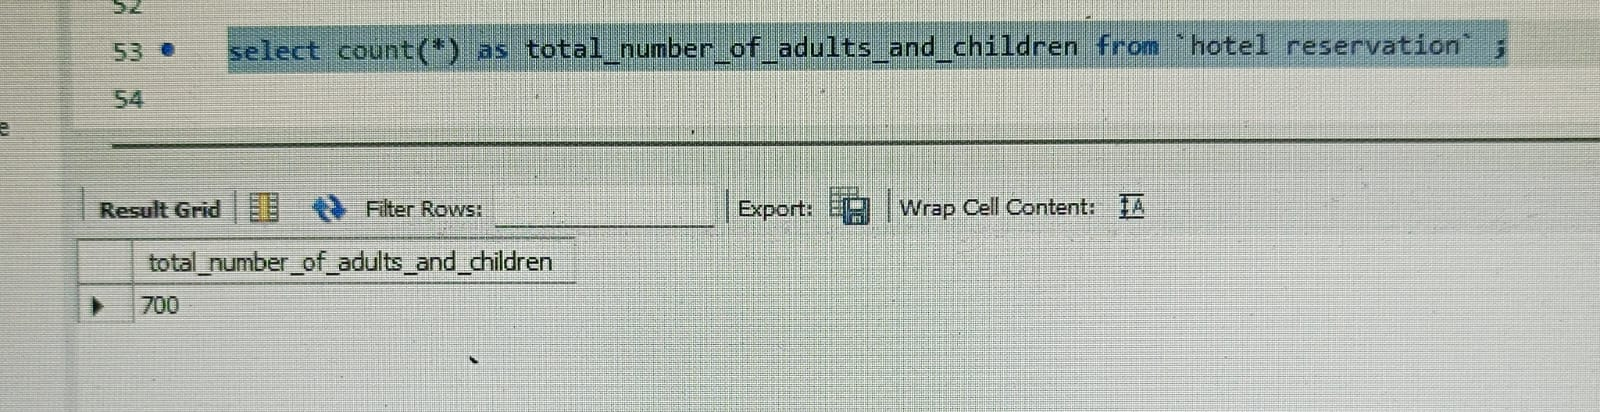 52
53 select count(*) as total_number_of_adults_and_children from `hotel reservation` ;
54
e
Result Grid Filter Rows: Export: Wrap Cell Content: IA
total_number_of_adults_and_children
700